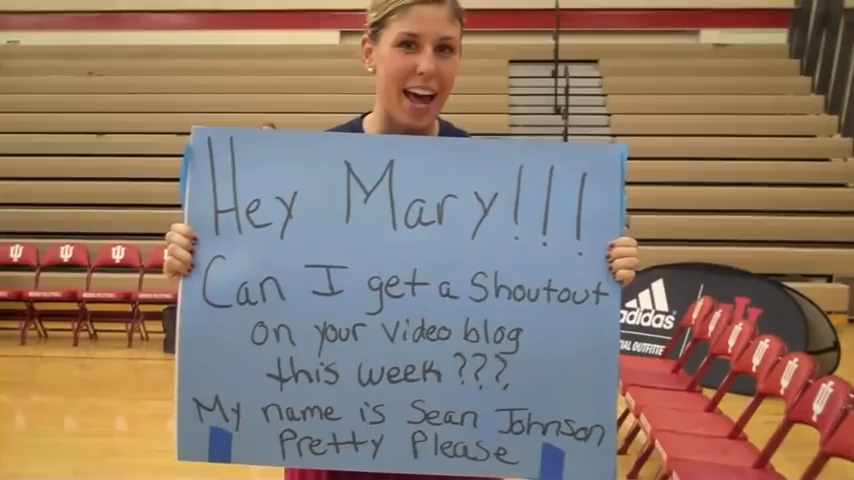 Hey Mary!!!
Can I get a shoutout
on your video blog
this week???
My name is Sean Johnson
Pretty Please
adidas